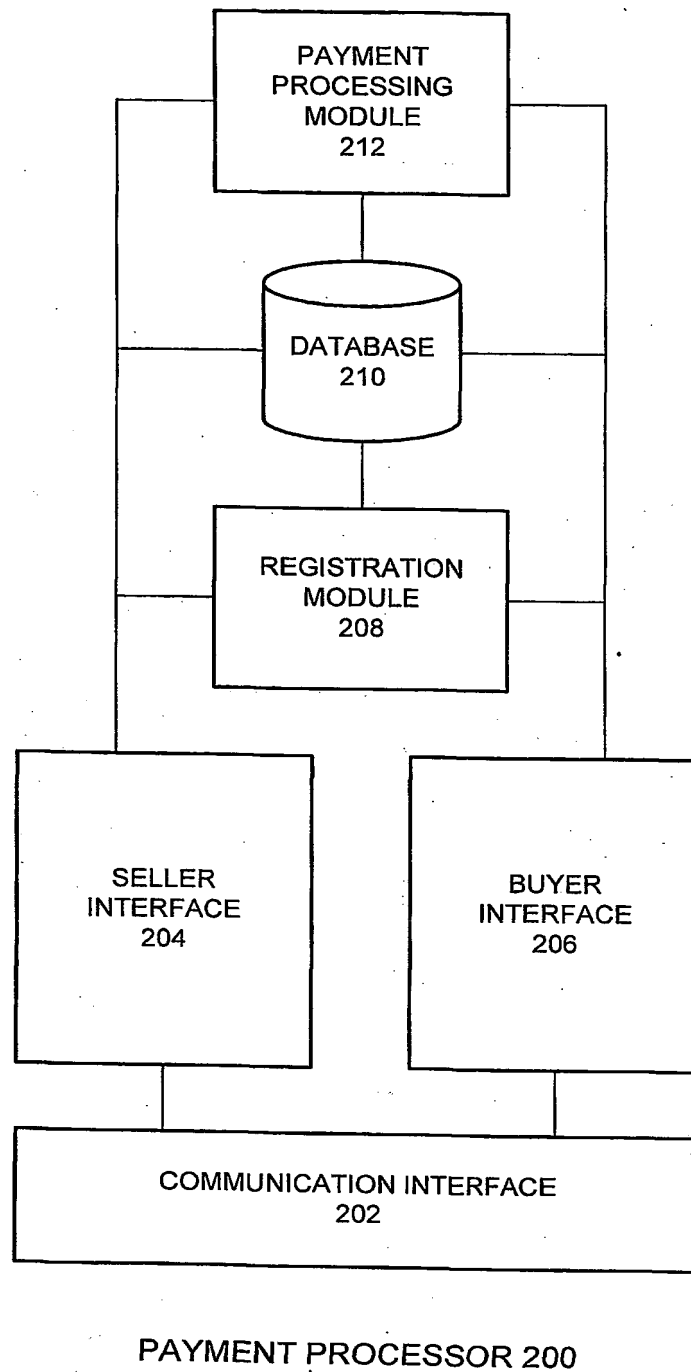 PAYMENT
PROCESSING
MODULE
212
DATABASE
210
REGISTRATION
MODULE
208
SELLER
INTERFACE
204
BUYER
INTERFACE
206
COMMUNICATION INTERFACE
202
PAYMENT PROCESSOR 200